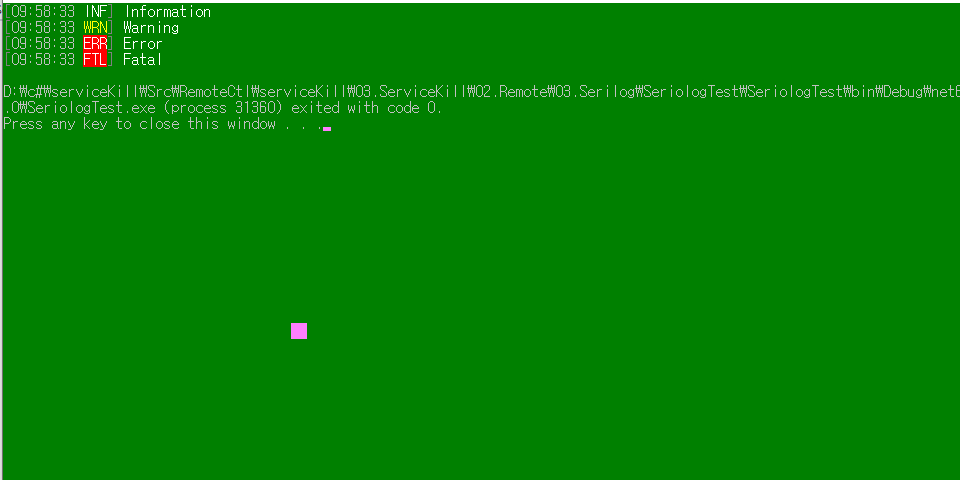 [09:58:33 INF] Information
[09:58:33 WRN] Warning
[09:58:33 ERR] Error
[09:58:33 FTL] Fatal
D:₩c#₩serviceKill₩Src₩RemoteCtl₩serviceKill₩03.ServiceKill₩02.Remote₩03.Serilog₩SeriologTest₩SeriologTest₩bin₩Debug₩net6
.0₩SeriologTest.exe (process 31360) exited with code 0.
Press any key to close this window . . .